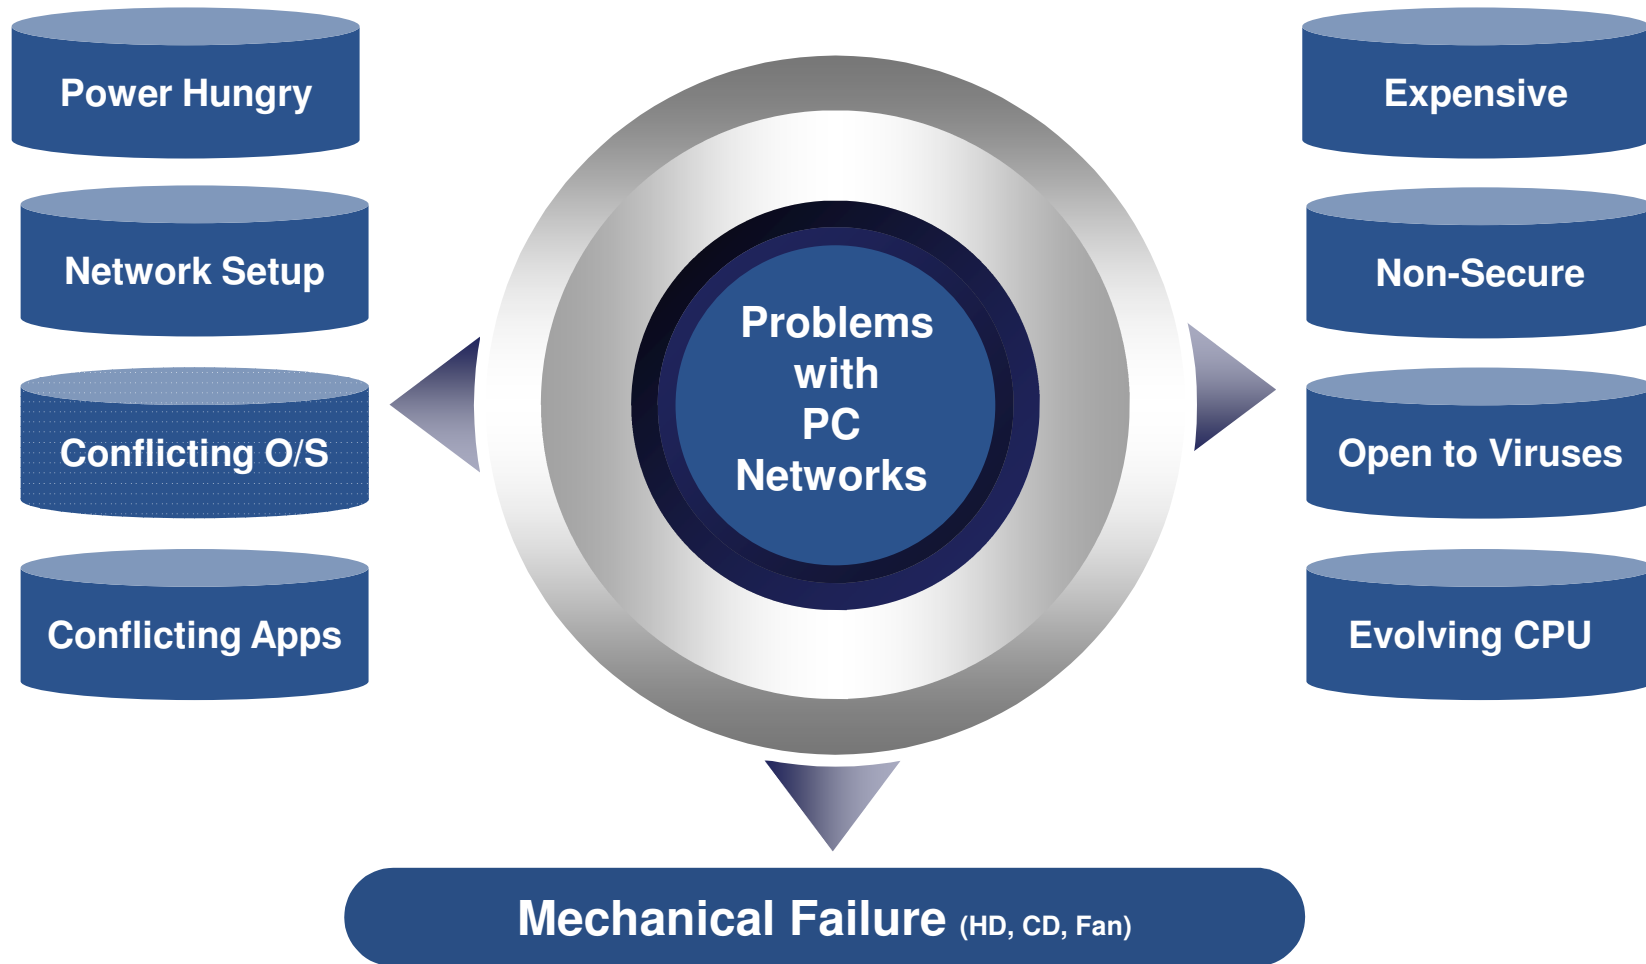 Power Hungry
Network Setup
Conflicting O/S
Conflicting Apps
Problems
with
PC
Networks
Expensive
Non-Secure
Open to Viruses
Evolving CPU
Mechanical Failure (HD, CD, Fan)